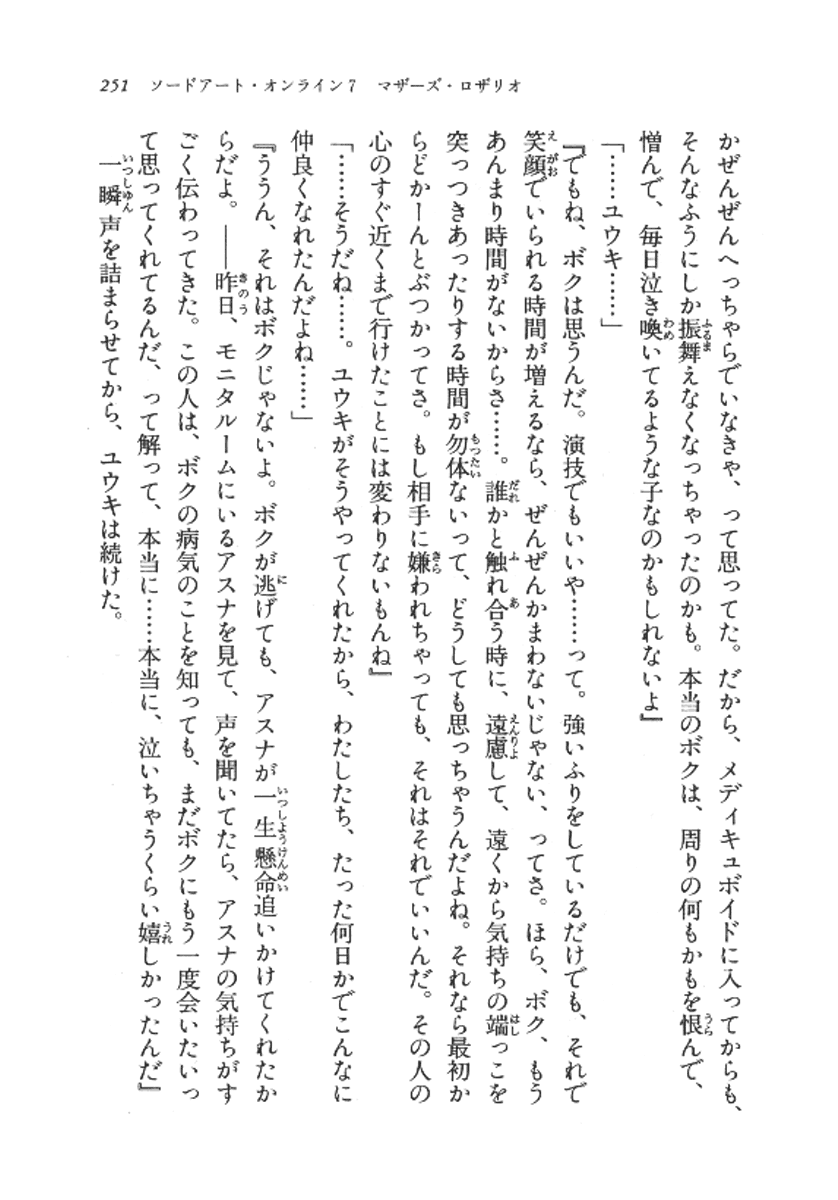 251 ソードアート・オンライン7 マザーズ・ロザリオ
かぜんぜんへっちゃらでいなきゃ、って思ってた。だから、メディキュボイドに入ってからも、
そんなふうにしか振舞えなくなっちゃったのかも。本当のボクは、周りの何もかもを恨んで、
憎んで、毎日泣き喚いてるような子なのかもしれないよ』
「……ユウキ……」
『でもね、ボクは思うんだ。演技でもいいや……って。強いふりをしているだけでも、それで
笑顔でいられる時間が増えるなら、ぜんぜんかまわないじゃない、ってさ。ほら、ボク、もう
あんまり時間がないからさ……。誰かと触れ合う時に、遠慮して、遠くから気持ちの端っこを
突っつきあったりする時間が勿体ないって、どうしても思っちゃうんだよね。それなら最初か
らどかーんとぶつかってさ。もし相手に嫌われちゃっても、それはそれでいいんだ。その人の
心のすぐ近くまで行けたことには変わりないもんね』
「……そうだね……。ユウキがそうやってくれたから、わたしたち、たった何日かでこんなに
仲良くなれたんだよね……」
『ううん、それはボクじゃないよ。ボクが逃げても、アスナが一生懸命追いかけてくれたか
らだよ。――昨日、モニタルームにいるアスナを見て、声を聞いてたら、アスナの気持ちがす
ごく伝わってきた。この人は、ボクの病気のことを知っても、まだボクにもう一度会いたいっ
て思ってくれてるんだ、って解って、本当に……本当に、泣いちゃうくらい嬉しかったんだ』
一瞬声を詰まらせてから、ユウキは続けた。